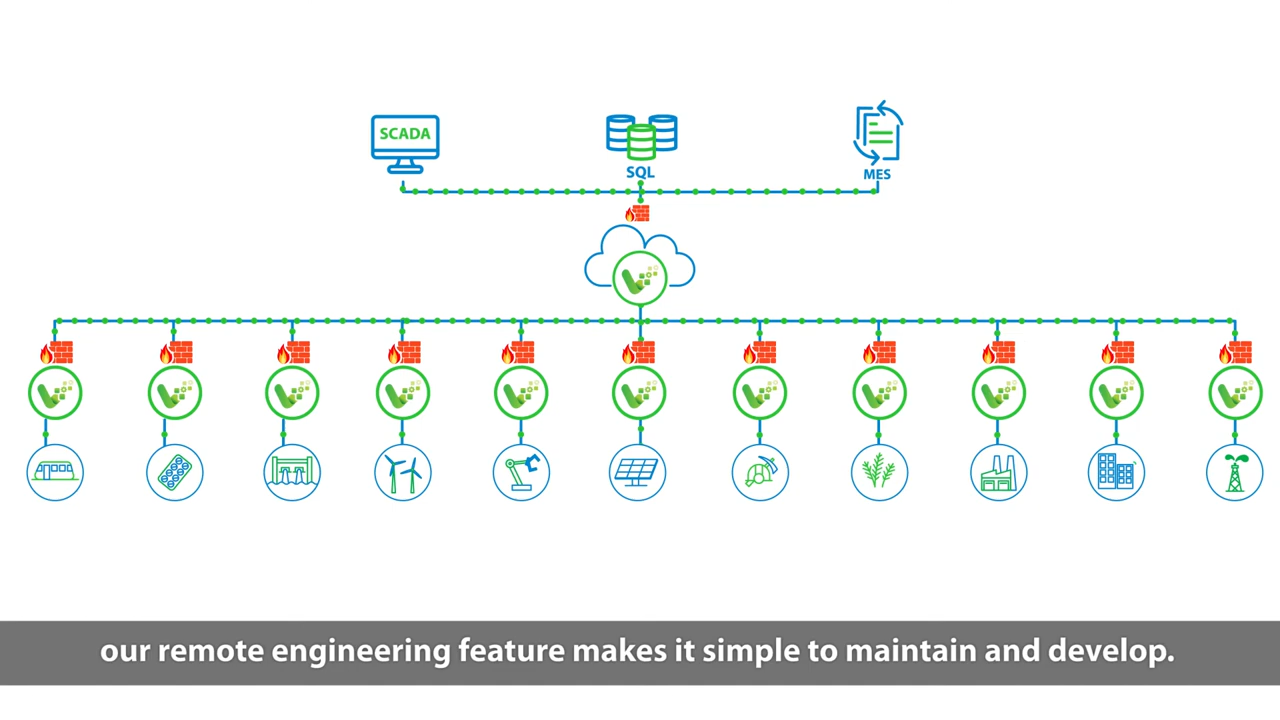 SCADA
SQL
MES
our remote engineering feature makes it simple to maintain and develop.